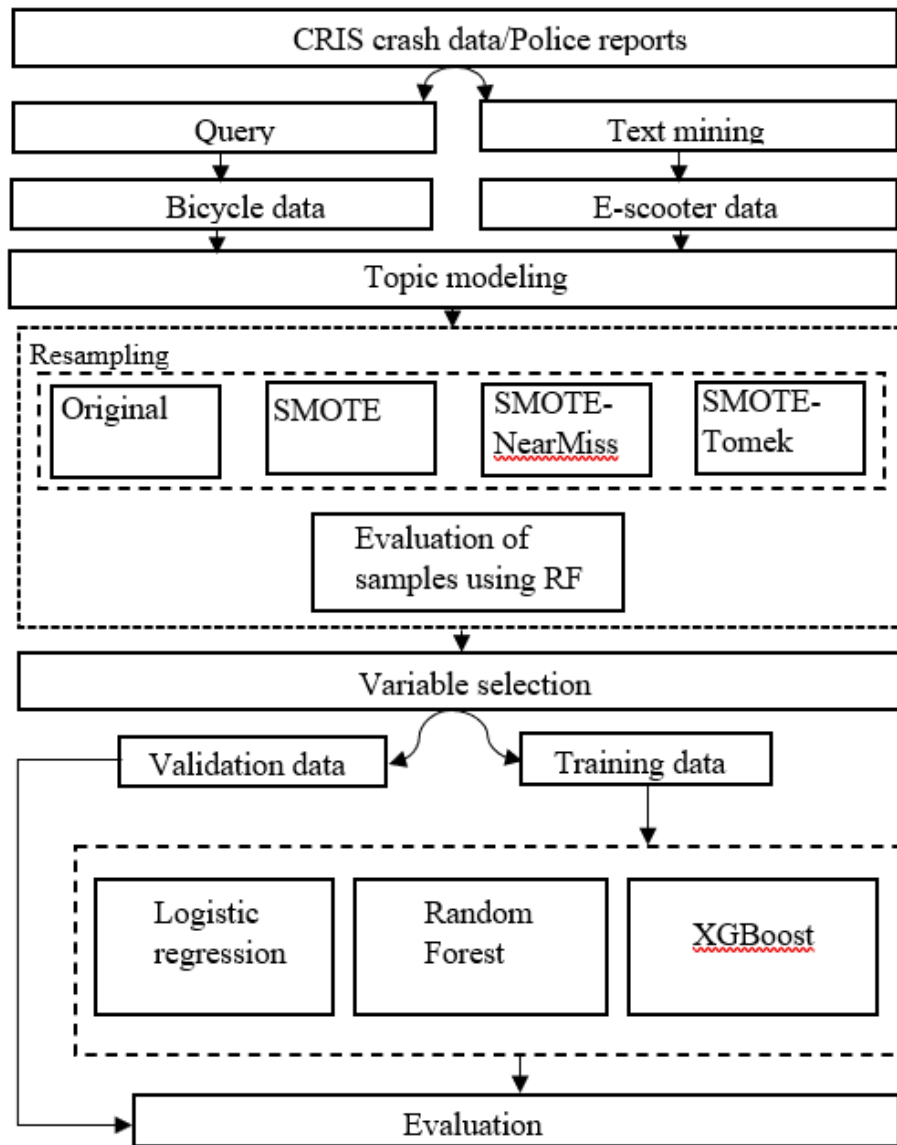 CRIS crash data/Police reports
Query
Text mining
Bicycle data
E-scooter data
Topic modeling
Resampling
Original
SMOTE
SMOTE-
NearMiss
SMOTE-
Tomek
Evaluation of
samples using RF
Variable selection
Validation data
Training data
Logistic
regression
Random
Forest
XGBoost
Evaluation